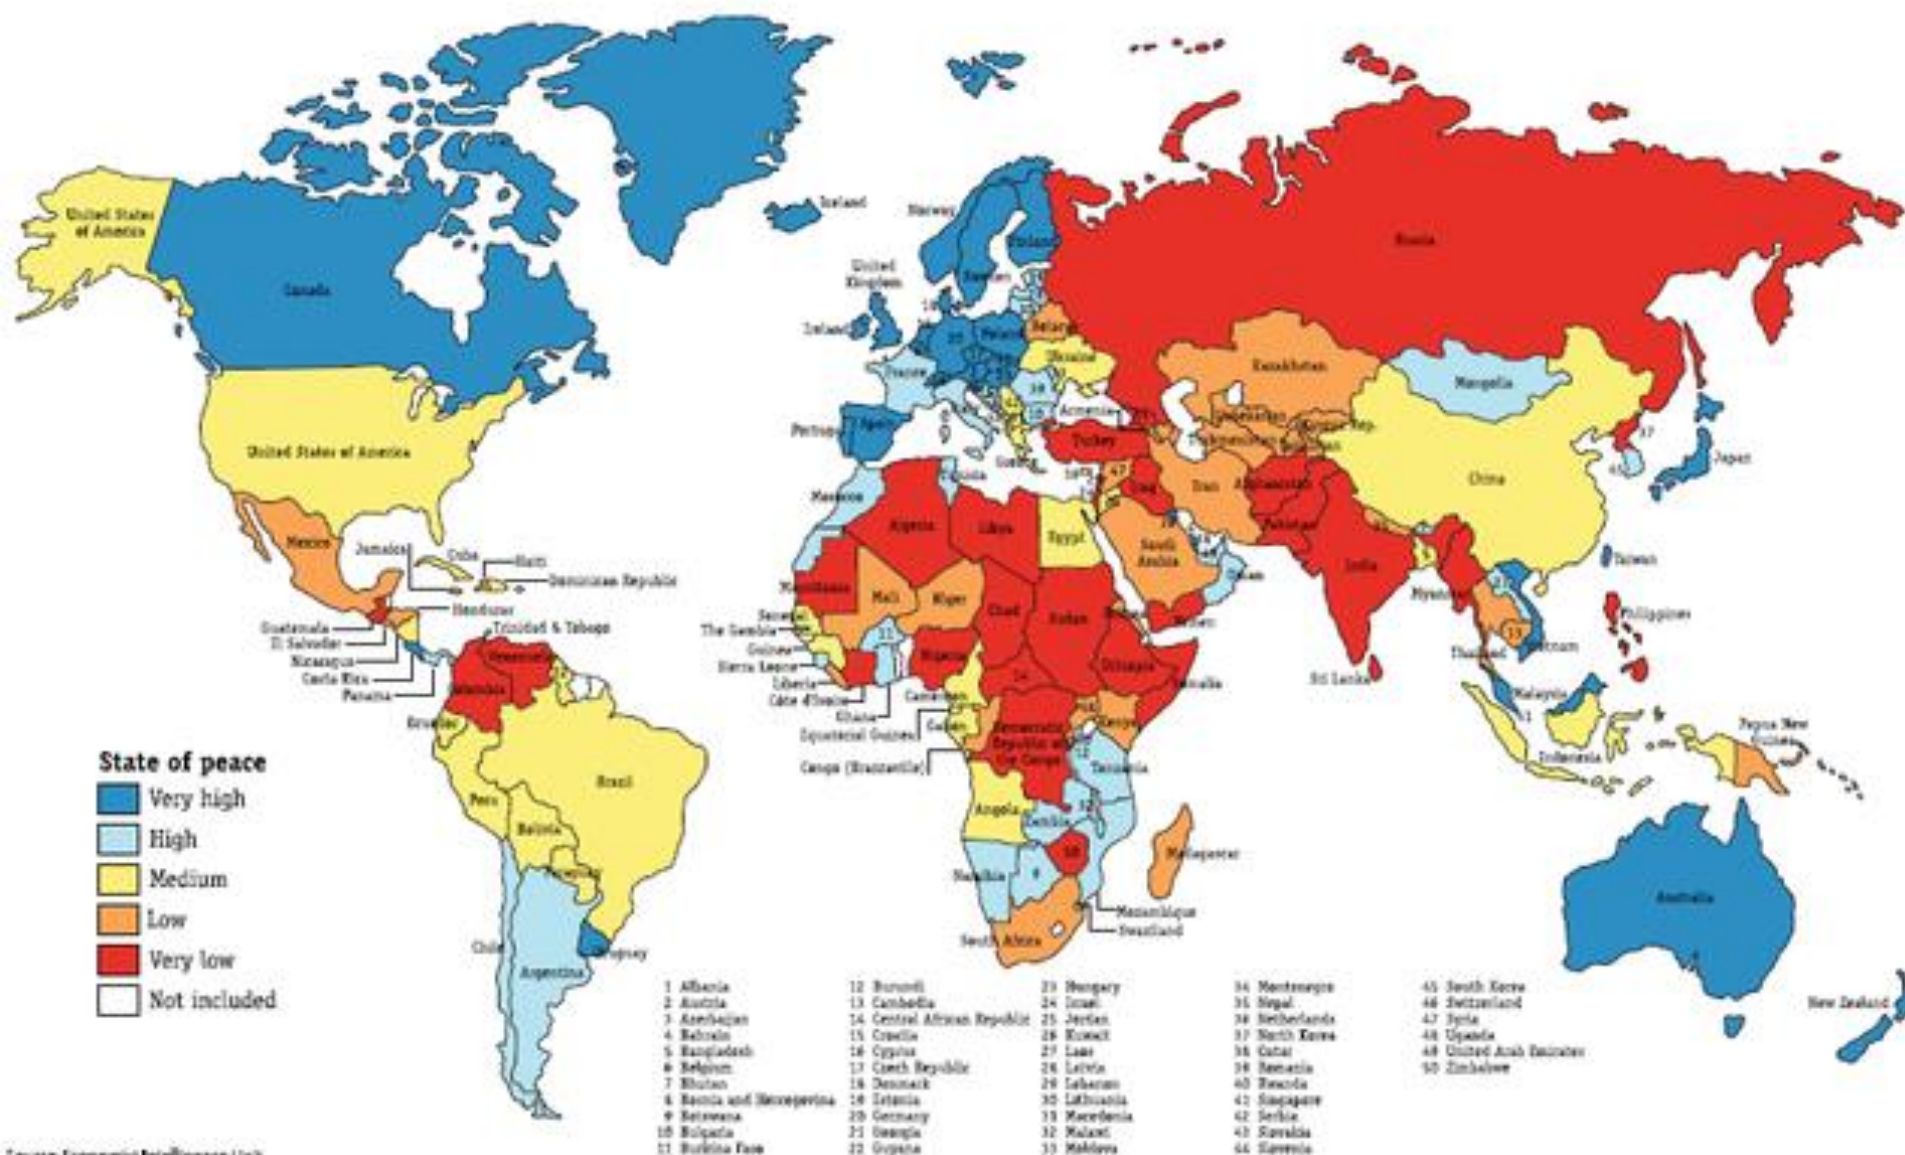 United States
of America
Canada
Iceland
Norway
Finland
Sweden
Russia
United
Kingdom
Ireland
Poland
Belarus
Ukraine
France
Kazakhstan
Mongolia
Italy
Armenia
Portugal
Spain
Turkey
Greece
United States of America
China
Japan
Morocco
Tunisia
Algeria
Libya
Egypt
Iraq
Iran
Afghanistan
Pakistan
Saudi
Arabia
India
Taiwan
Mexico
Jamaica
Cuba
Haiti
Dominican Republic
Honduras
Guatemala
El Salvador
Nicaragua
Costa Rica
Panama
Trinidad & Tobago
Venezuela
Colombia
Ecuador
Peru
Brazil
Bolivia
Paraguay
Chile
Argentina
Uruguay
Mauritania
Mali
Niger
Chad
Sudan
Oman
Yemen
Senegal
The Gambia
Guinea
Sierra Leone
Liberia
Côte d'Ivoire
Ghana
Nigeria
Cameroon
Equatorial Guinea
Gabon
Congo (Brazzaville)
Democratic
Republic of
the Congo
Ethiopia
Somalia
Kenya
Tanzania
Angola
Zambia
Namibia
Madagascar
Mozambique
Swaziland
South Africa
Myanmar
Thailand
Vietnam
Philippines
Sri Lanka
Malaysia
Indonesia
Papua New
Guinea
Australia
New Zealand
State of peace
Very high
High
Medium
Low
Very low
Not included
1 Albania
2 Austria
3 Azerbaijan
4 Bahrain
5 Bangladesh
6 Belgium
7 Bhutan
8 Bosnia and Hercegovina
9 Botswana
10 Bulgaria
11 Burkina Faso
12 Burundi
13 Cambodia
14 Central African Republic
15 Croatia
16 Cyprus
17 Czech Republic
18 Denmark
19 Estonia
20 Germany
21 Georgia
22 Guyana
23 Hungary
24 Israel
25 Jordan
26 Kuwait
27 Laos
28 Latvia
29 Lebanon
30 Lithuania
31 Macedonia
32 Malawi
33 Moldova
34 Montenegro
35 Nepal
36 Netherlands
37 North Korea
38 Qatar
39 Romania
40 Rwanda
41 Singapore
42 Serbia
43 Slovakia
44 Slovenia
45 South Korea
46 Switzerland
47 Syria
48 Uganda
49 United Arab Emirates
50 Zimbabwe